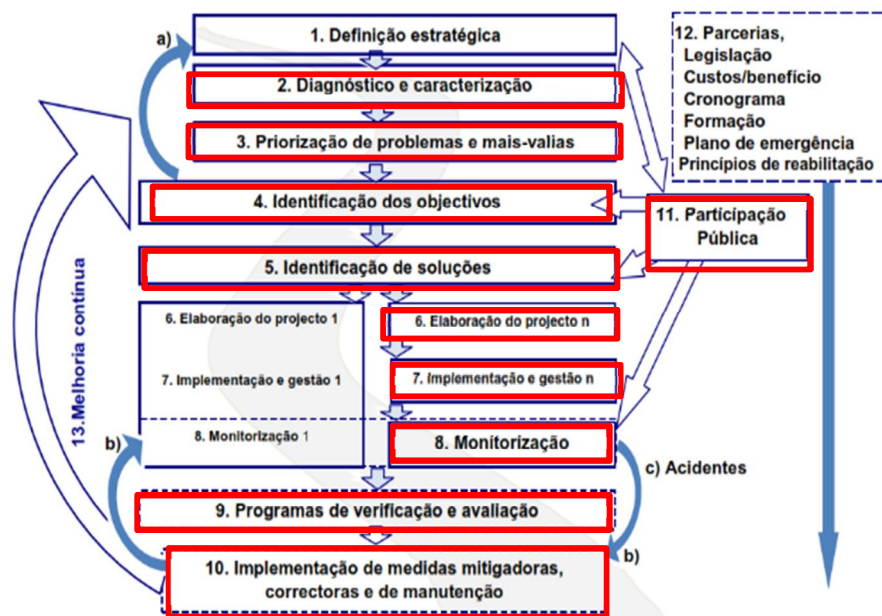 a)
1. Definição estratégica
2. Diagnóstico e caracterização
3. Priorização de problemas e mais-valias
4. Identificação dos objectivos
5. Identificação de soluções
6. Elaboração do projecto 1
7. Implementação e gestão 1
8. Monitorização 1
6. Elaboração do projecto n
7. Implementação e gestão n
8. Monitorização
9. Programas de verificação e avaliação
10. Implementação de medidas mitigadoras,
correctoras e de manutenção
11. Participação
Pública
12. Parcerias,
Legislação
Custos/benefício
Cronograma
Formação
Plano de emergência
Princípios de reabilitação
13.Melhoria contínua
b)
c) Acidentes
b)